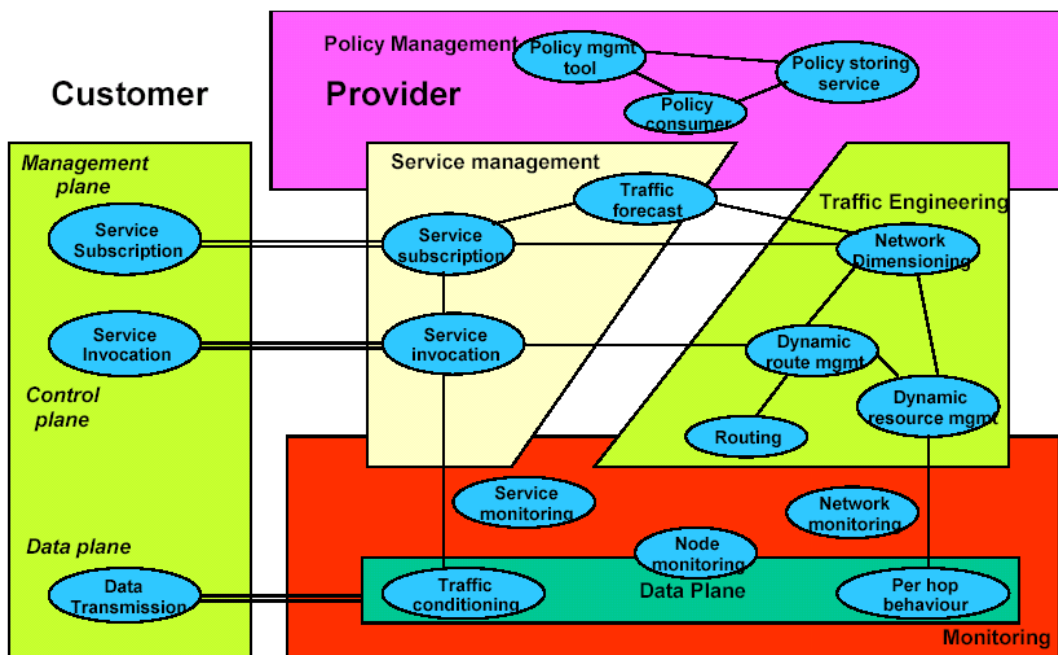 Policy Management
Policy mgmt
tool
Policy storing
service
Policy
consumer
Customer
Provider
Management
plane
Service management
Traffic
forecast
Traffic Engineering
Service
Subscription
Service
subscription
Network
Dimensioning
Service
Invocation
Service
invocation
Dynamic
route mgmt
Control
plane
Dynamic
resource mgmt
Routing
Service
monitoring
Network
monitoring
Data plane
Node
monitoring
Data
Transmission
Traffic
conditioning
Data Plane
Per hop
behaviour
Monitoring